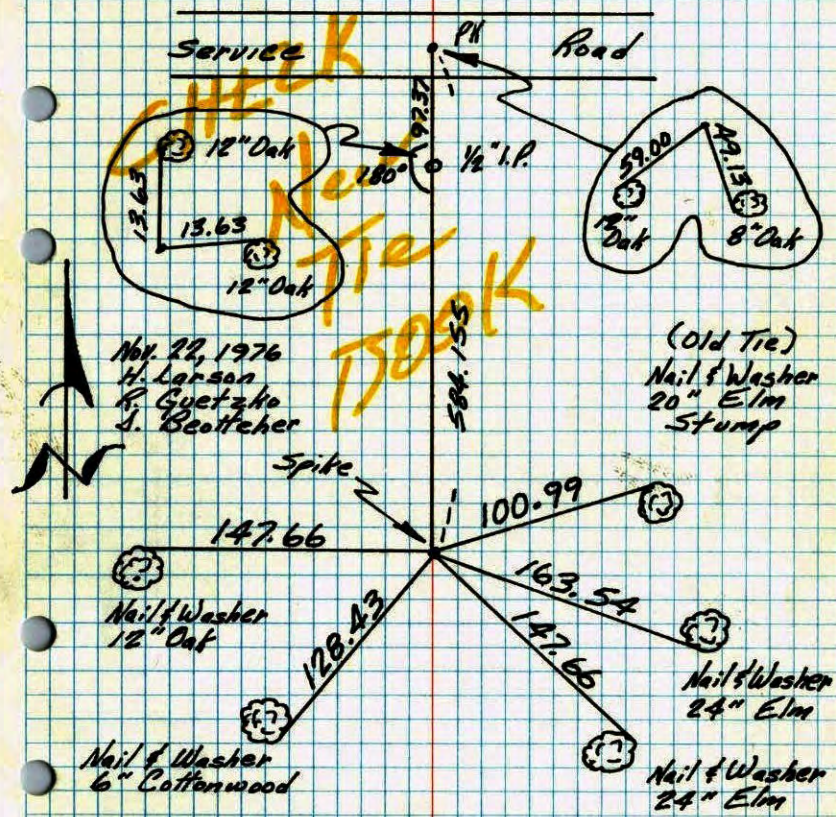 Service Road
PK
CHECK
New
Tie
Book
97.37
12" Oak
180°
1/2" I.P.
13.63
13.63
12" Oak
59.00
49.13
12"
Oak
8" Oak
584.155
Nov. 22, 1976
H. Larson
R. Guetzko
J. Beottcher
(Old Tie)
Nail & Washer
20" Elm
Stump
Spike
100.99
147.66
163.54
147.66
128.43
Nail & Washer
12" Oak
Nail & Washer
24" Elm
Nail & Washer
6" Cottonwood
Nail & Washer
24" Elm
N